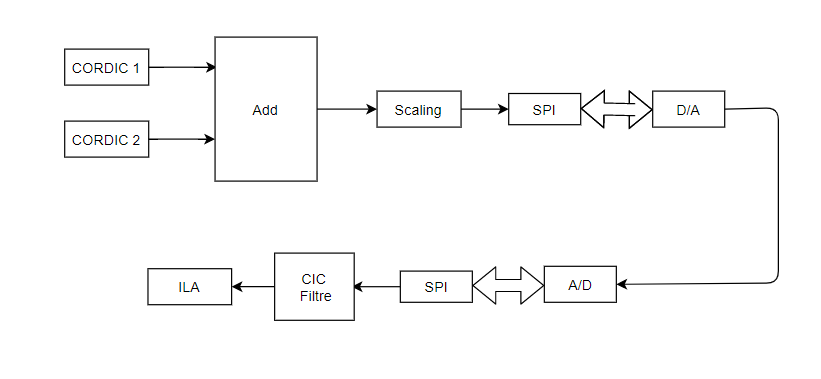 CORDIC 1
CORDIC 2
Add
Scaling
SPI
D/A
ILA
CIC
Filtre
SPI
A/D